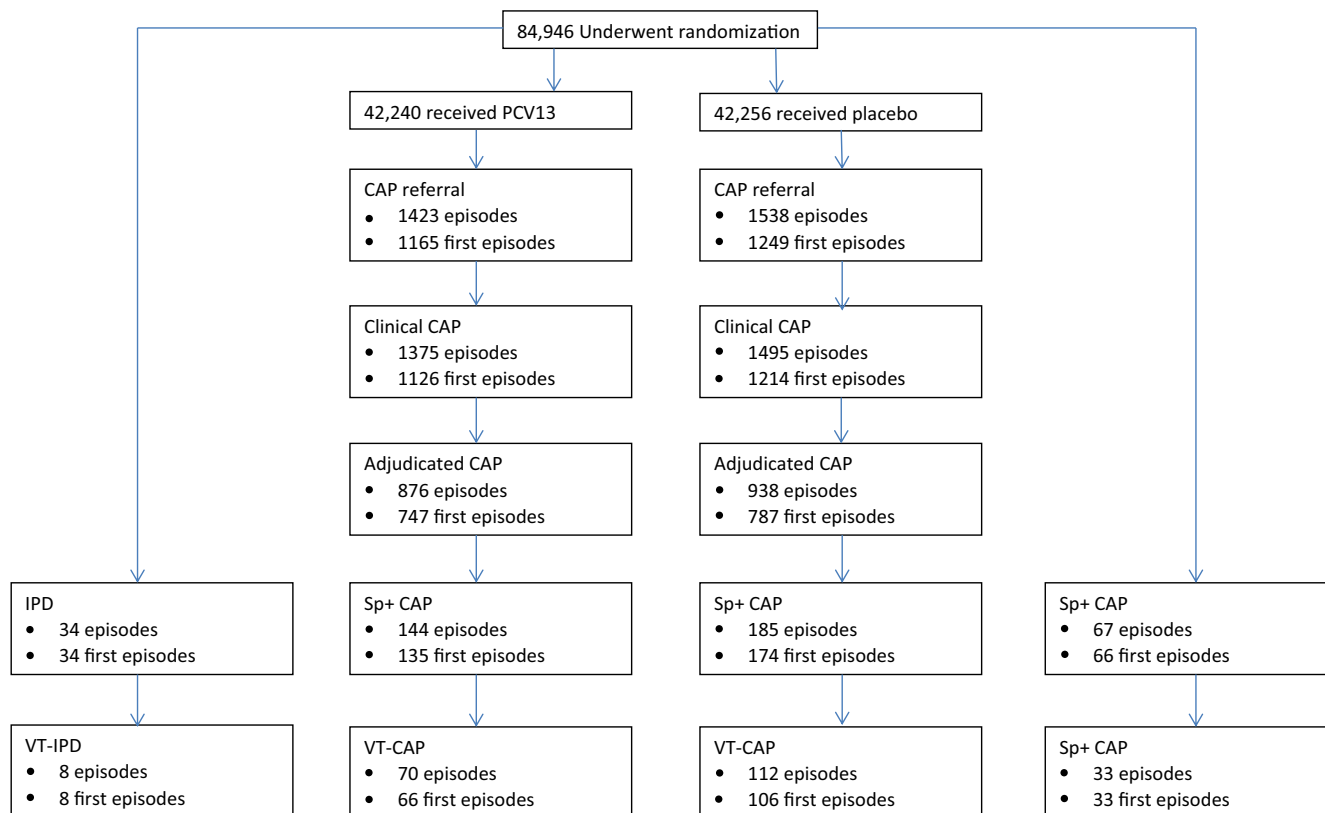 84,946 Underwent randomization
42,240 received PCV13
42,256 received placebo
CAP referral
• 1423 episodes
• 1165 first episodes
CAP referral
• 1538 episodes
• 1249 first episodes
Clinical CAP
• 1375 episodes
• 1126 first episodes
Clinical CAP
• 1495 episodes
• 1214 first episodes
Adjudicated CAP
• 876 episodes
• 747 first episodes
Adjudicated CAP
• 938 episodes
• 787 first episodes
IPD
• 34 episodes
• 34 first episodes
Sp+ CAP
• 144 episodes
• 135 first episodes
Sp+ CAP
• 185 episodes
• 174 first episodes
Sp+ CAP
• 67 episodes
• 66 first episodes
VT-IPD
• 8 episodes
• 8 first episodes
VT-CAP
• 70 episodes
• 66 first episodes
VT-CAP
• 112 episodes
• 106 first episodes
Sp+ CAP
• 33 episodes
• 33 first episodes